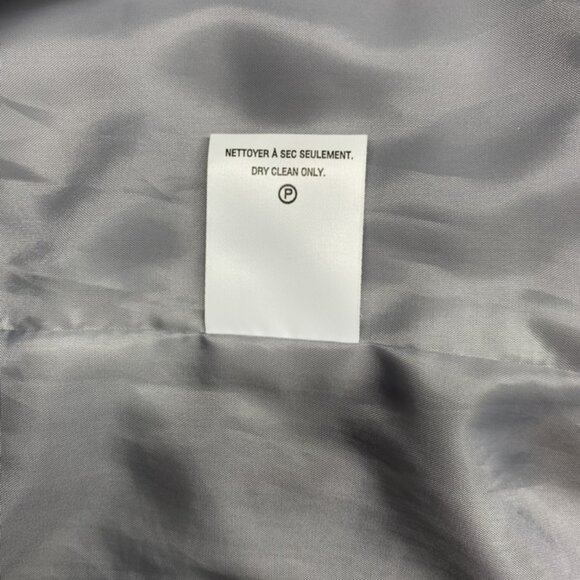 NETTOYER À SEC SEULEMENT.
DRY CLEAN ONLY.
P